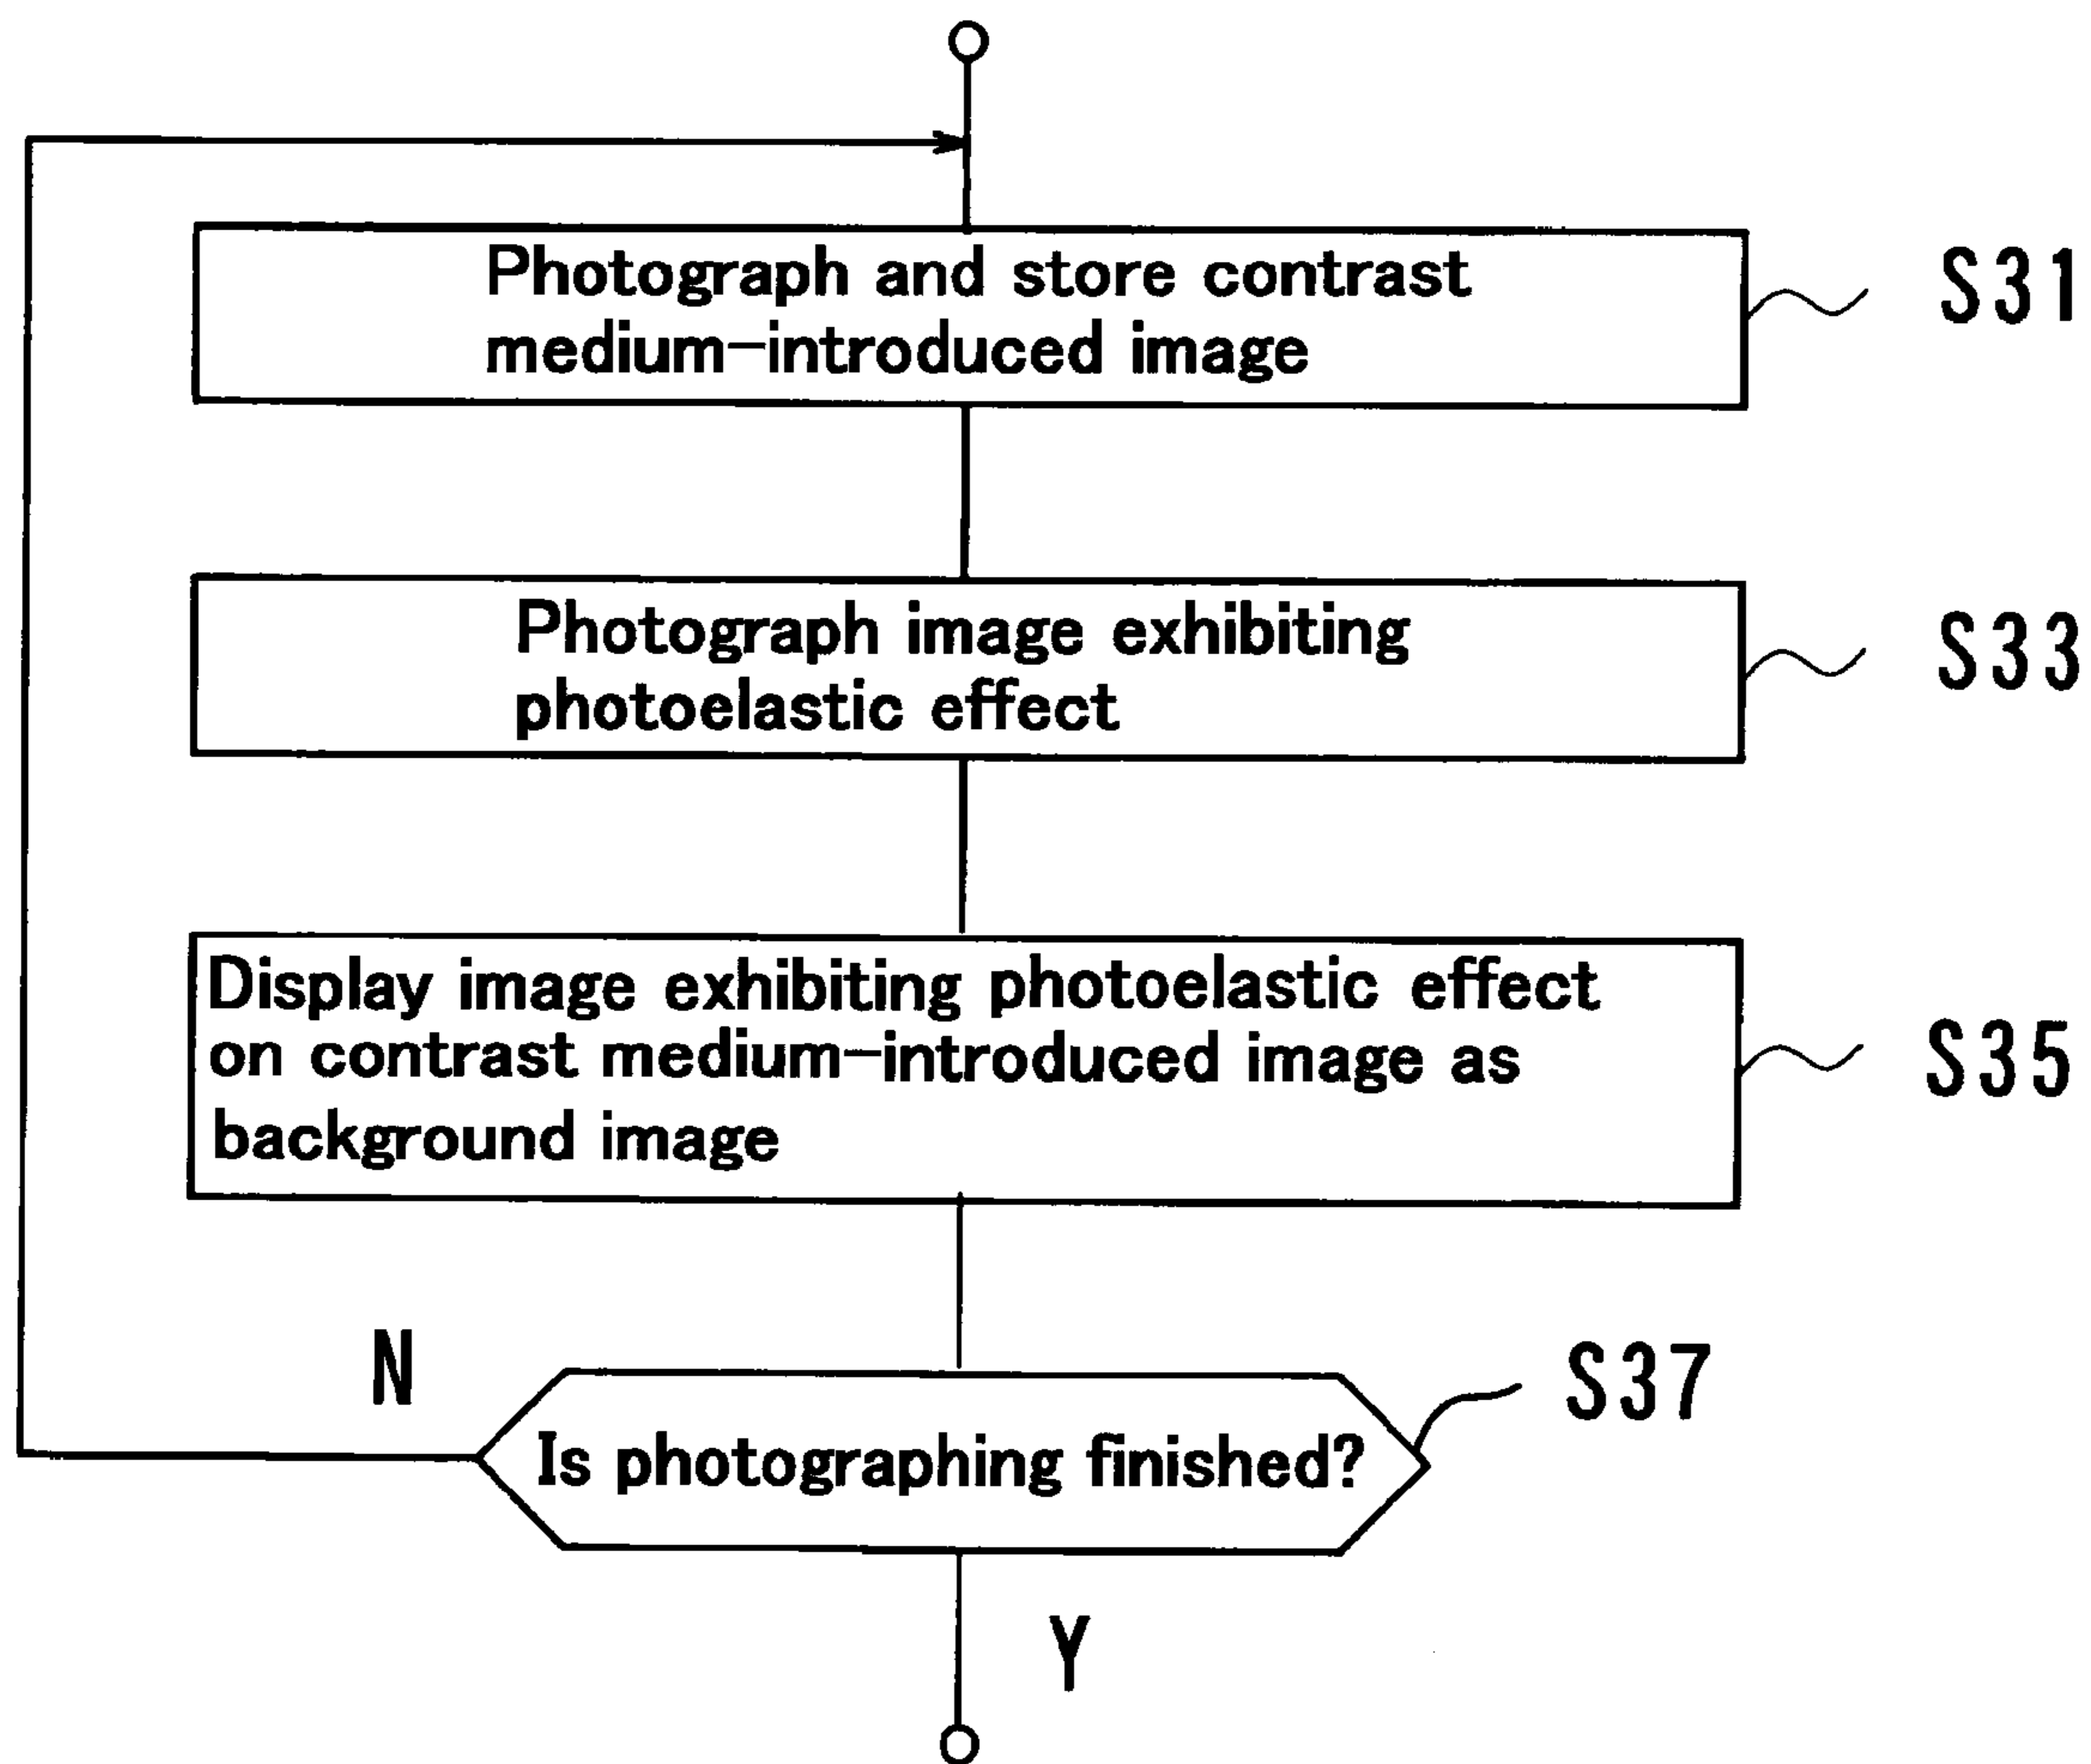 Photograph and store contrast
medium-introduced image
S31
Photograph image exhibiting
photoelastic effect
S33
Display image exhibiting photoelastic effect
on contrast medium-introduced image as
background image
S35
N
S37
Is photographing finished?
Y